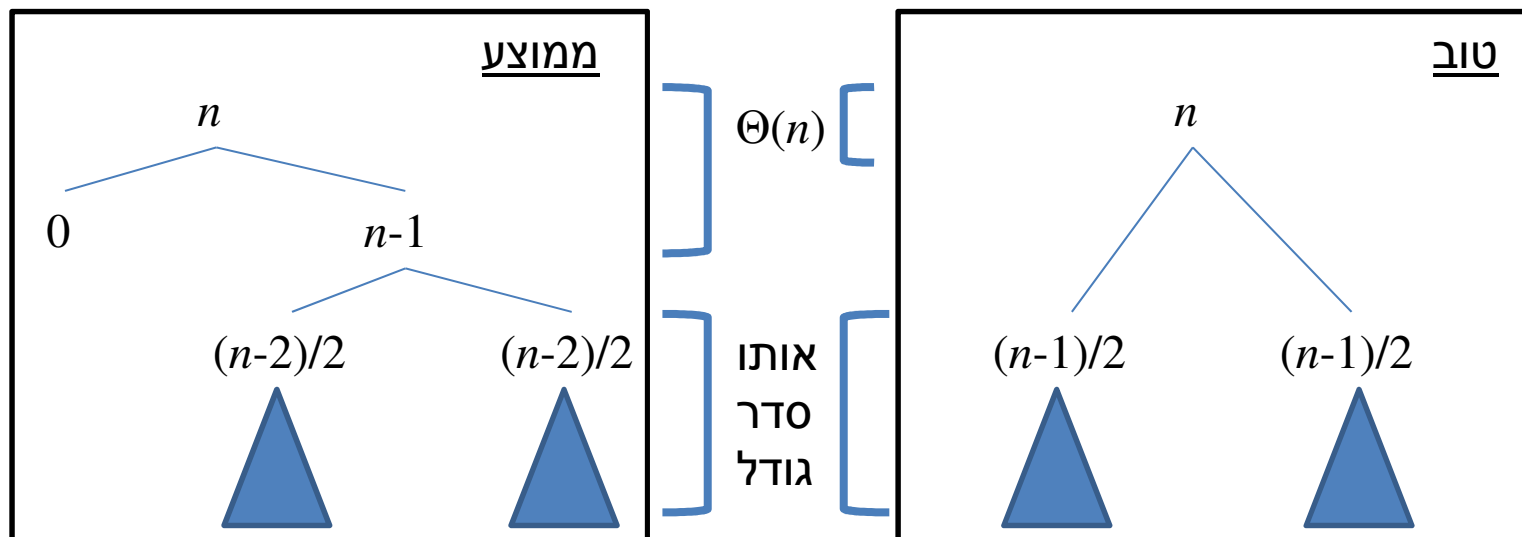 ממוצע
n
0
n-1
(n-2)/2 (n-2)/2
Θ(n)
אותו
סדר
גודל
טוב
n
(n-1)/2 (n-1)/2